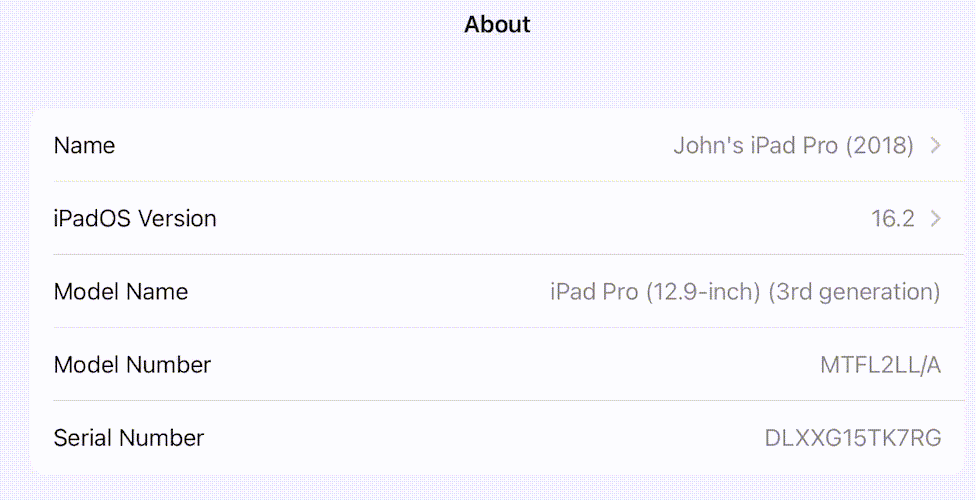 About
Name John's iPad Pro (2018)
iPadOS Version 16.2
Model Name iPad Pro (12.9-inch) (3rd generation)
Model Number MTFL2LL/A
Serial Number DLXXG15TK7RG